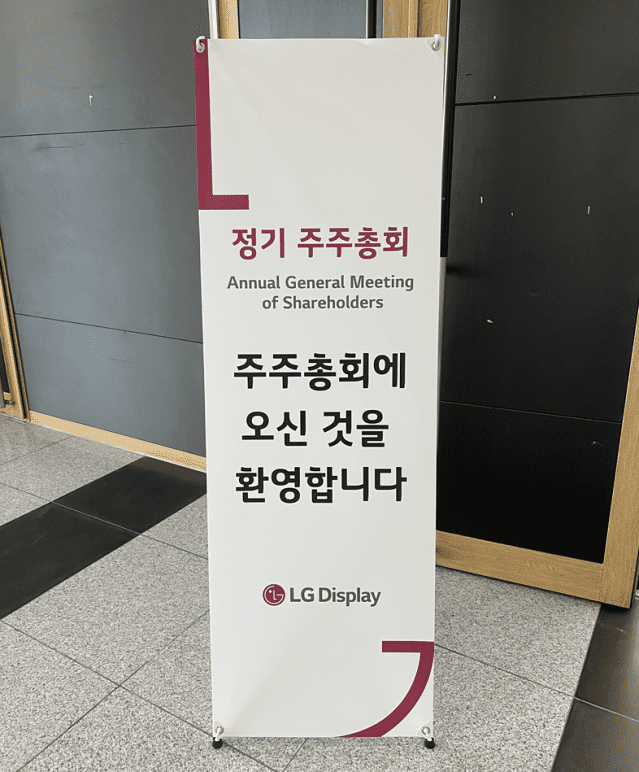 정기 주주총회
Annual General Meeting
of Shareholders
주주총회에
오신 것을
환영합니다
LG Display